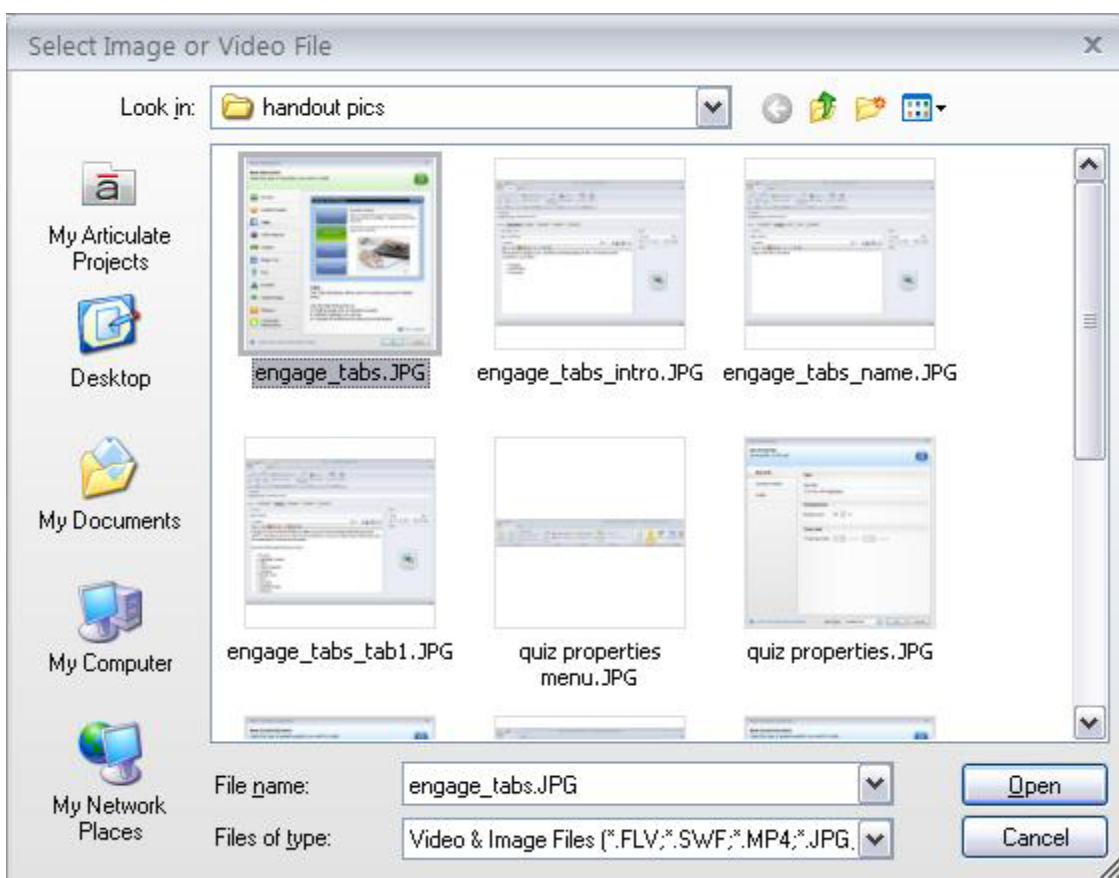 Select Image or Video File
Look in:
handout pics
My Articulate
Projects
Desktop
My Documents
My Computer
My Network
Places
engage_tabs.JPG
engage_tabs_intro.JPG
engage_tabs_name.JPG
engage_tabs_tab1.JPG
quiz properties
menu.JPG
quiz properties.JPG
File name:
engage_tabs.JPG
Open
Files of type:
Video & Image Files (*.FLV;*.SWF;*.MP4;*.JPG,
Cancel